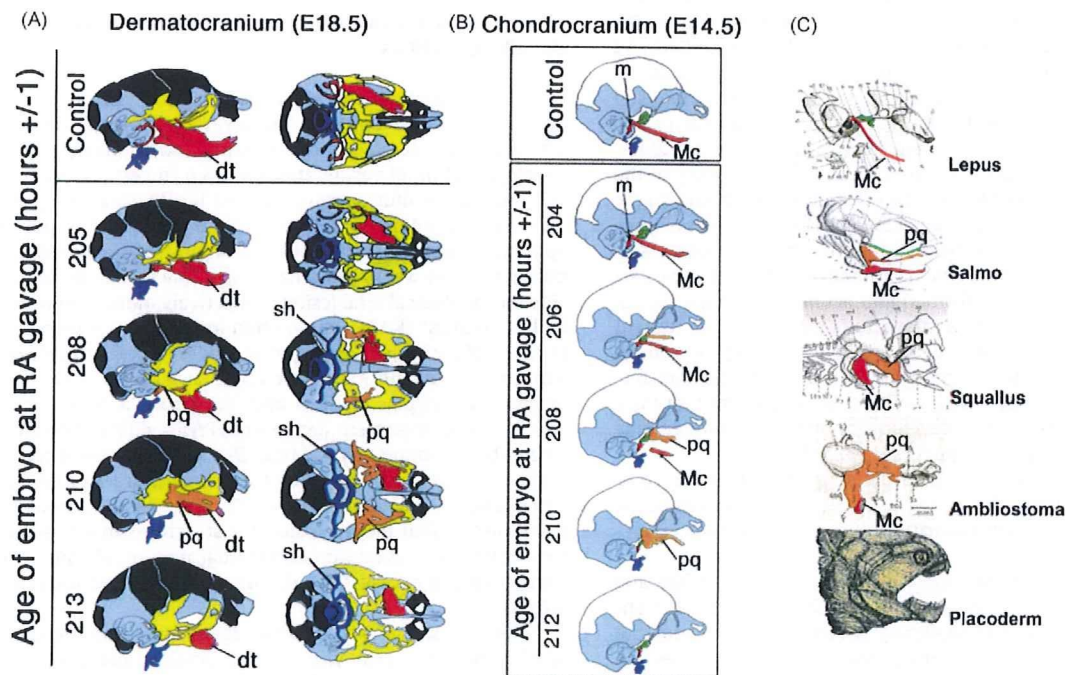 (A) Dermatocranium (E18.5)
Age of embryo at RA gavage (hours +/-1)
Control
dt
205
dt
208
sh
pq
dt
pq
210
pq
dt
pq
213
sh
dt
(B) Chondrocranium (E14.5)
Control
m
Mc
Age of embryo at RA gavage (hours +/-1)
204
m
Mc
206
Mc
208
pq
Mc
210
pq
212
(C)
Lepus
Mc
pq
Salmo
Mc
pq
Squallus
Mc
pq
Ambliostoma
Mc
Placoderm